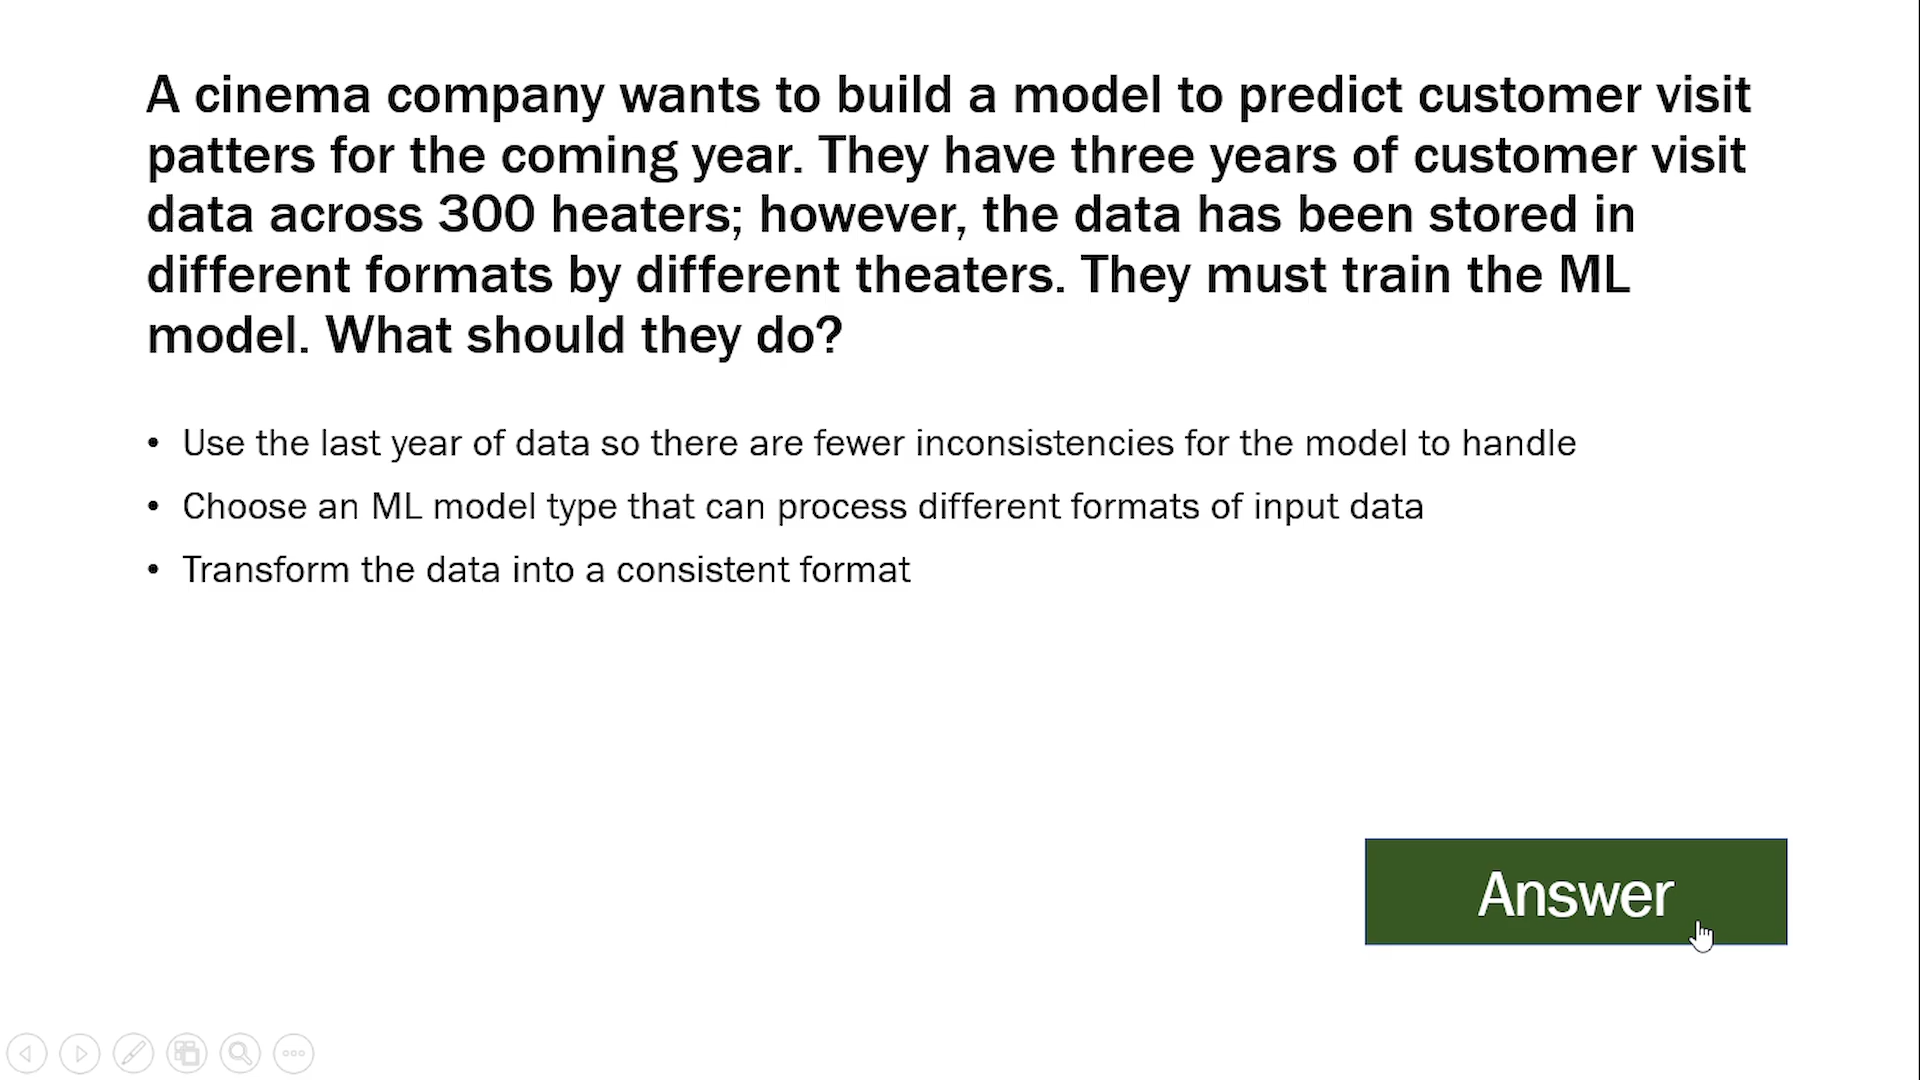 A cinema company wants to build a model to predict customer visit
patters for the coming year. They have three years of customer visit
data across 300 heaters; however, the data has been stored in
different formats by different theaters. They must train the ML
model. What should they do?
• Use the last year of data so there are fewer inconsistencies for the model to handle
• Choose an ML model type that can process different formats of input data
• Transform the data into a consistent format
Answer